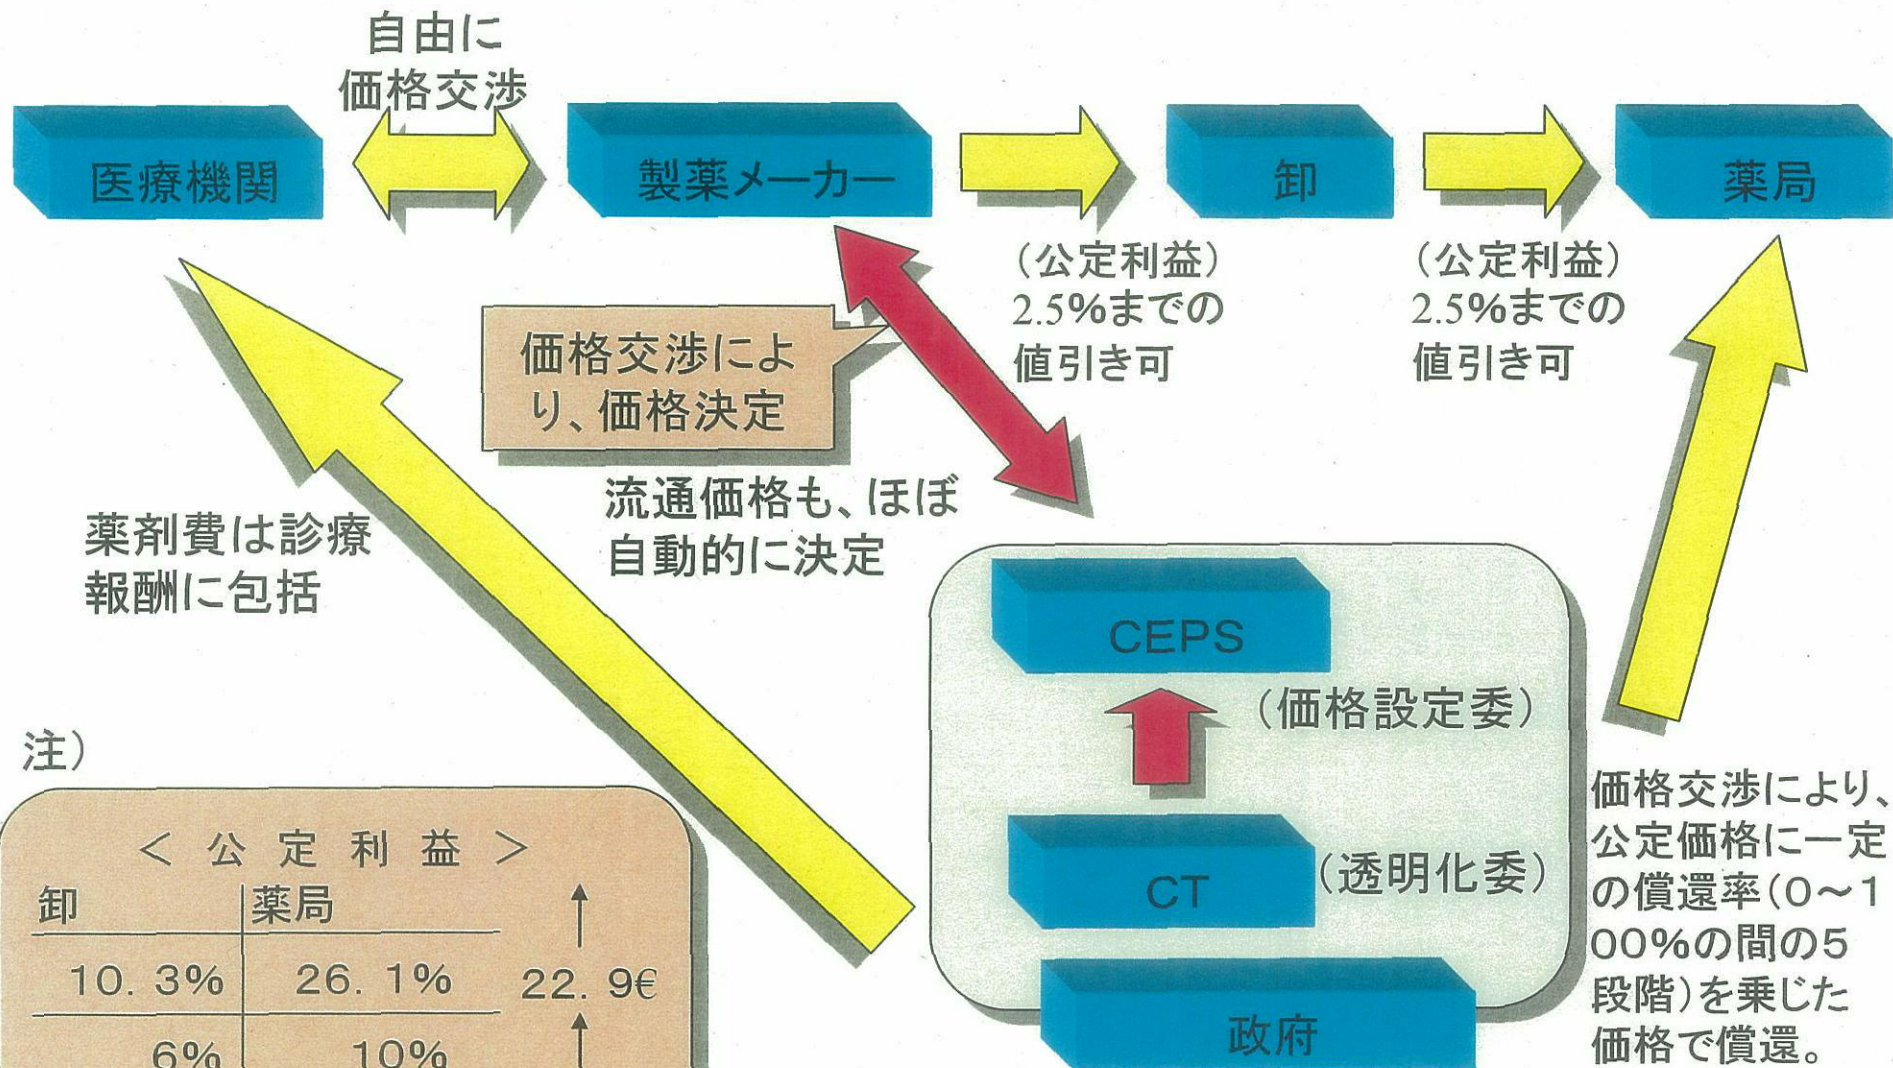 自由に
価格交渉
医療機関
製薬メーカー
卸
薬局
(公定利益)
2.5%までの
値引き可
(公定利益)
2.5%までの
値引き可
価格交渉によ
り、価格決定
流通価格も、ほぼ
自動的に決定
薬剤費は診療
報酬に包括
CEPS
(価格設定委)
CT
(透明化委)
政府
価格交渉により、
公定価格に一定
の償還率(0～1
00%の間の5
段階)を乗じた
価格で償還。
注)
＜公定利益＞
卸 薬局
10.3% 26.1% 22.9€
6% 10%